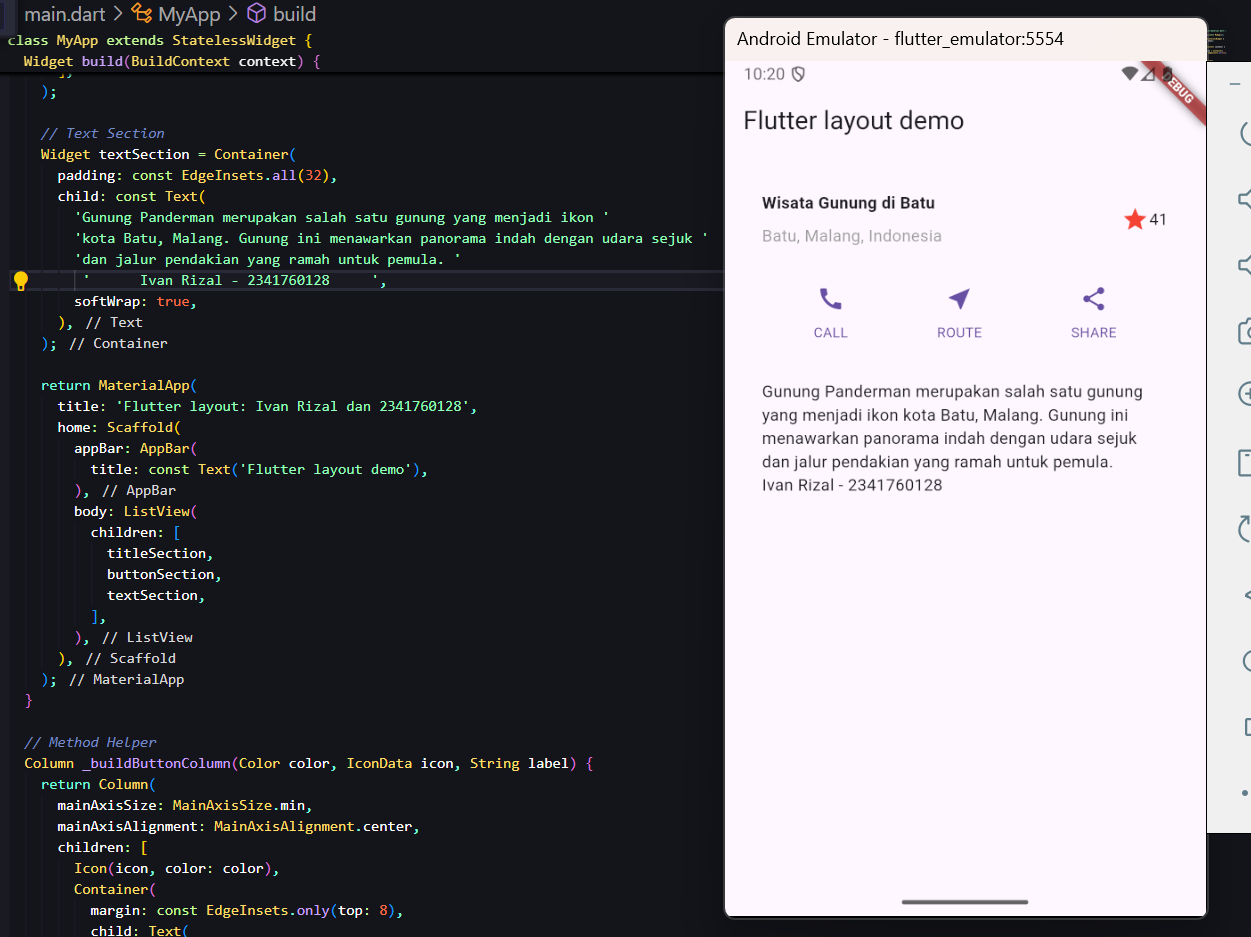 main.dart > MyApp > build
class MyApp extends StatelessWidget {
Widget build(BuildContext context) {
);
// Text Section
Widget textSection = Container(
padding: const EdgeInsets.all(32),
child: const Text(
'Gunung Panderman merupakan salah satu gunung yang menjadi ikon '
'kota Batu, Malang. Gunung ini menawarkan panorama indah dengan udara sejuk '
'dan jalur pendakian yang ramah untuk pemula. '
'      Ivan Rizal - 2341760128     ',
softWrap: true,
), // Text
); // Container
return MaterialApp(
title: 'Flutter layout: Ivan Rizal dan 2341760128',
home: Scaffold(
appBar: AppBar(
title: const Text('Flutter layout demo'),
), // AppBar
body: ListView(
children: [
titleSection,
buttonSection,
textSection,
],
), // ListView
), // Scaffold
); // MaterialApp
}
// Method Helper
Column _buildButtonColumn(Color color, IconData icon, String label) {
return Column(
mainAxisSize: MainAxisSize.min,
mainAxisAlignment: MainAxisAlignment.center,
children: [
Icon(icon, color: color),
Container(
margin: const EdgeInsets.only(top: 8),
child: Text(
Android Emulator - flutter_emulator:5554
10:20
Flutter layout demo
Wisata Gunung di Batu
41
Batu, Malang, Indonesia
CALL ROUTE SHARE
Gunung Panderman merupakan salah satu gunung
yang menjadi ikon kota Batu, Malang. Gunung ini
menawarkan panorama indah dengan udara sejuk
dan jalur pendakian yang ramah untuk pemula.
Ivan Rizal - 2341760128